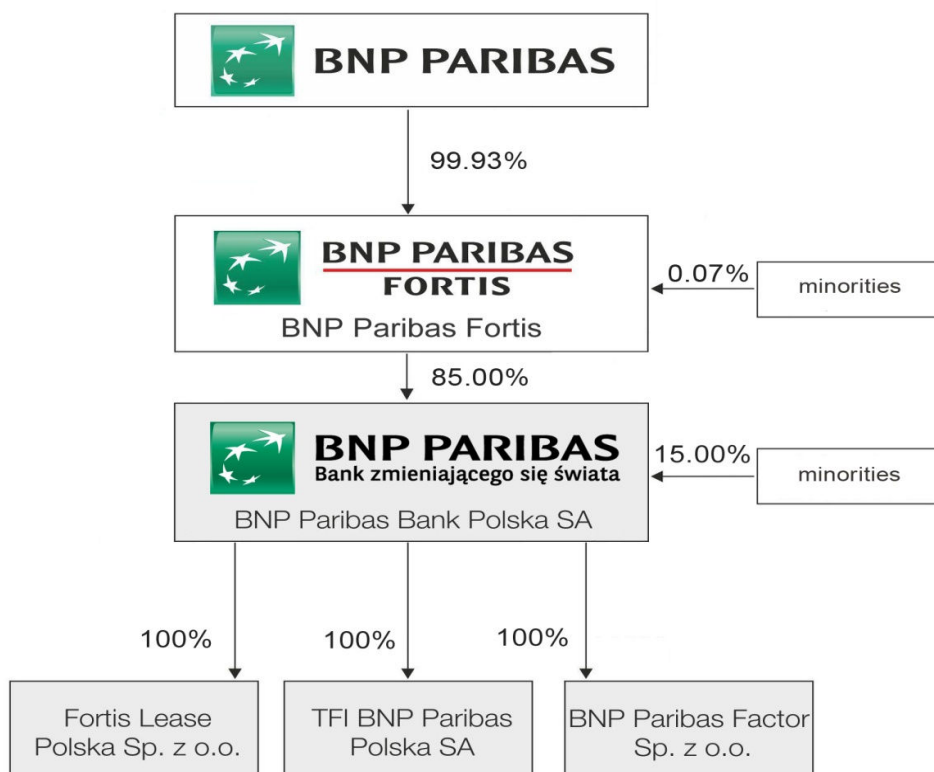 BNP PARIBAS
99.93%
BNP PARIBAS
FORTIS
BNP Paribas Fortis
0.07%
minorities
85.00%
BNP PARIBAS
Bank zmieniającego się świata
BNP Paribas Bank Polska SA
15.00%
minorities
100%
100%
100%
Fortis Lease
Polska Sp. z o.o.
TFI BNP Paribas
Polska SA
BNP Paribas Factor
Sp. z o.o.